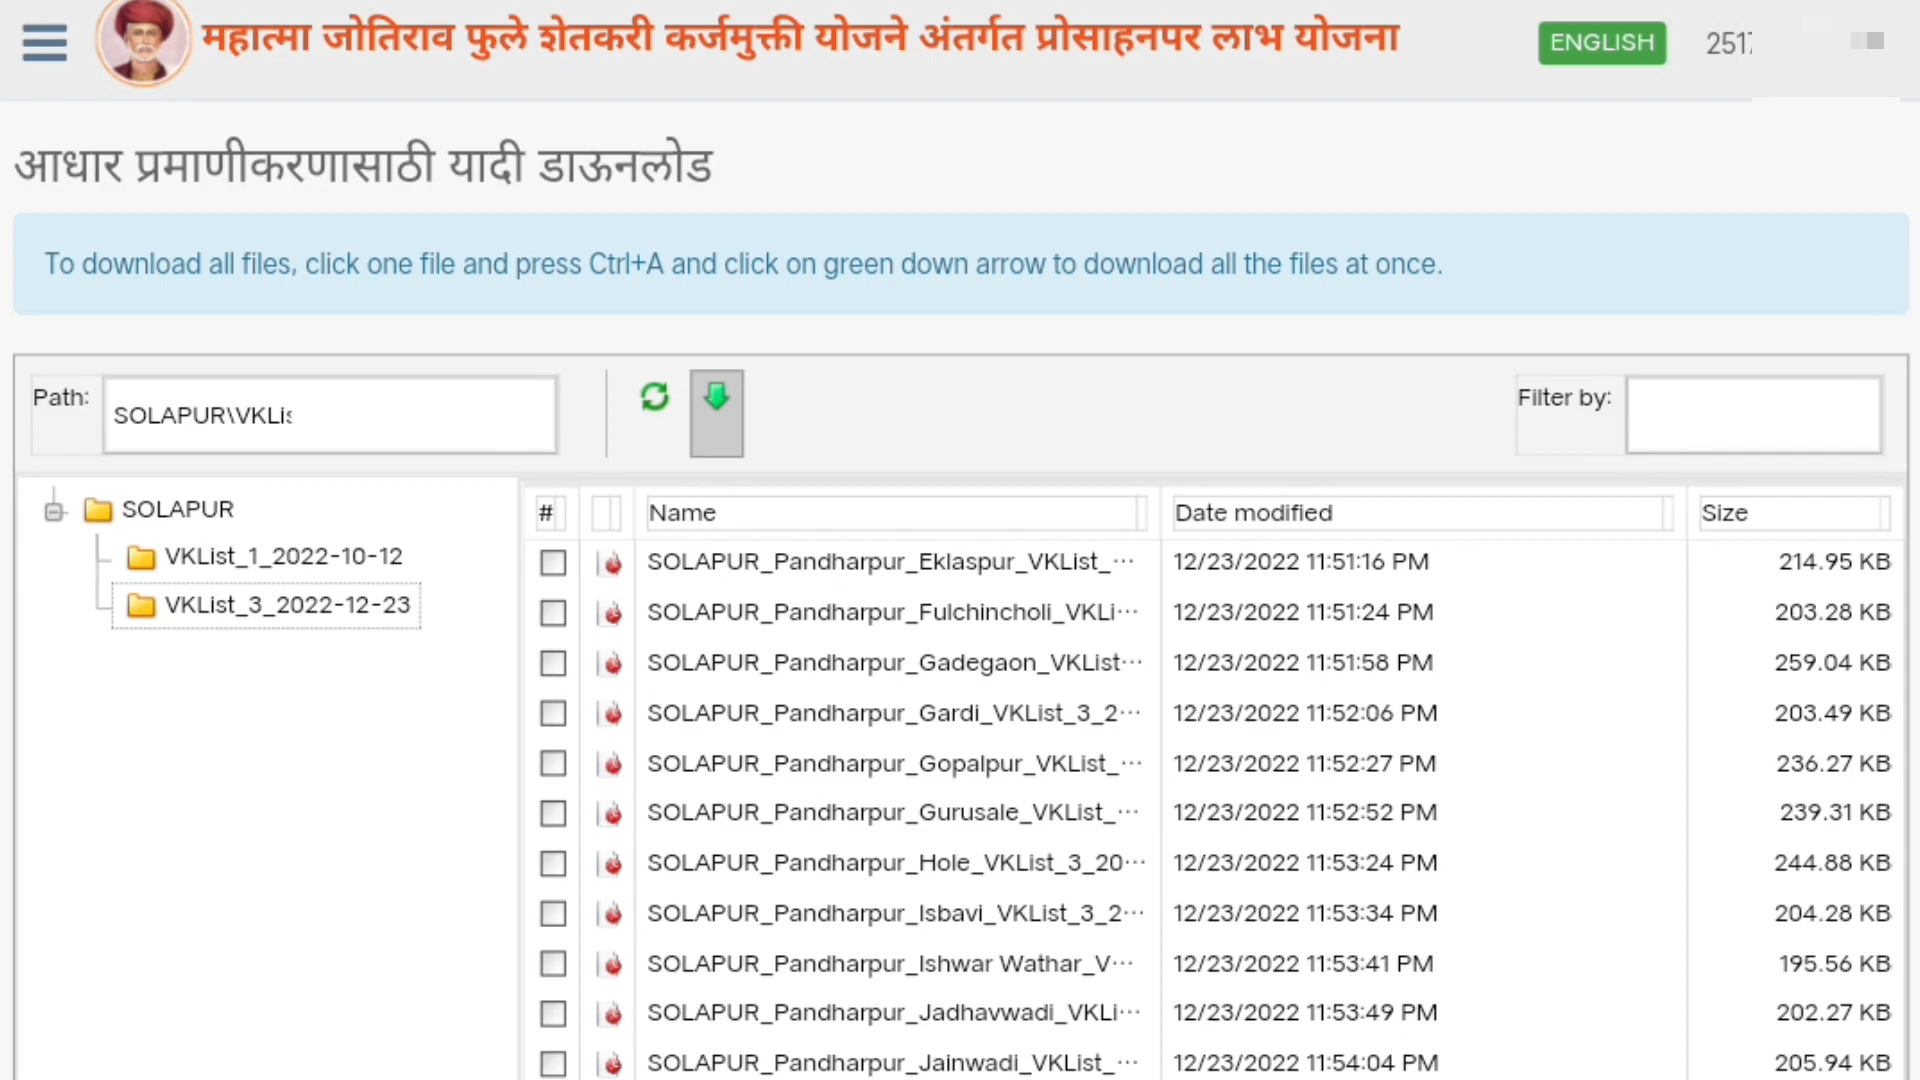 महात्मा जोतिराव फुले शेतकरी कर्जमुक्ती योजने अंतर्गत प्रोसाहनपर लाभ योजना
ENGLISH
2517
आधार प्रमाणीकरणासाठी यादी डाऊनलोड
To download all files, click one file and press Ctrl+A and click on green down arrow to download all the files at once.
Path: SOLAPUR\VKLis
Filter by:
SOLAPUR
VKList_1_2022-10-12
VKList_3_2022-12-23
# Name Date modified Size
SOLAPUR_Pandharpur_Eklaspur_VKList_··· 12/23/2022 11:51:16 PM 214.95 KB
SOLAPUR_Pandharpur_Fulchincholi_VKLi··· 12/23/2022 11:51:24 PM 203.28 KB
SOLAPUR_Pandharpur_Gadegaon_VKList··· 12/23/2022 11:51:58 PM 259.04 KB
SOLAPUR_Pandharpur_Gardi_VKList_3_2··· 12/23/2022 11:52:06 PM 203.49 KB
SOLAPUR_Pandharpur_Gopalpur_VKList_··· 12/23/2022 11:52:27 PM 236.27 KB
SOLAPUR_Pandharpur_Gurusale_VKList_··· 12/23/2022 11:52:52 PM 239.31 KB
SOLAPUR_Pandharpur_Hole_VKList_3_20··· 12/23/2022 11:53:24 PM 244.88 KB
SOLAPUR_Pandharpur_Isbavi_VKList_3_2··· 12/23/2022 11:53:34 PM 204.28 KB
SOLAPUR_Pandharpur_Ishwar Wathar_V··· 12/23/2022 11:53:41 PM 195.56 KB
SOLAPUR_Pandharpur_Jadhavwadi_VKLi··· 12/23/2022 11:53:49 PM 202.27 KB
SOLAPUR_Pandharpur_Jainwadi_VKList_··· 12/23/2022 11:54:04 PM 205.94 KB